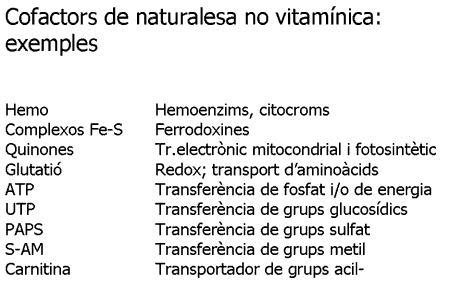 Cofactors de naturalesa no vitamínica:
exemples
Hemo Hemoenzims, citocroms
Complexos Fe-S Ferrodoxines
Quinones Tr.electrònic mitocondrial i fotosintètic
Glutatió Redox; transport d'aminoàcids
ATP Transferència de fosfat i/o de energia
UTP Transferència de grups glucosídics
PAPS Transferència de grups sulfat
S-AM Transferència de grups metil
Carnitina Transportador de grups acil-